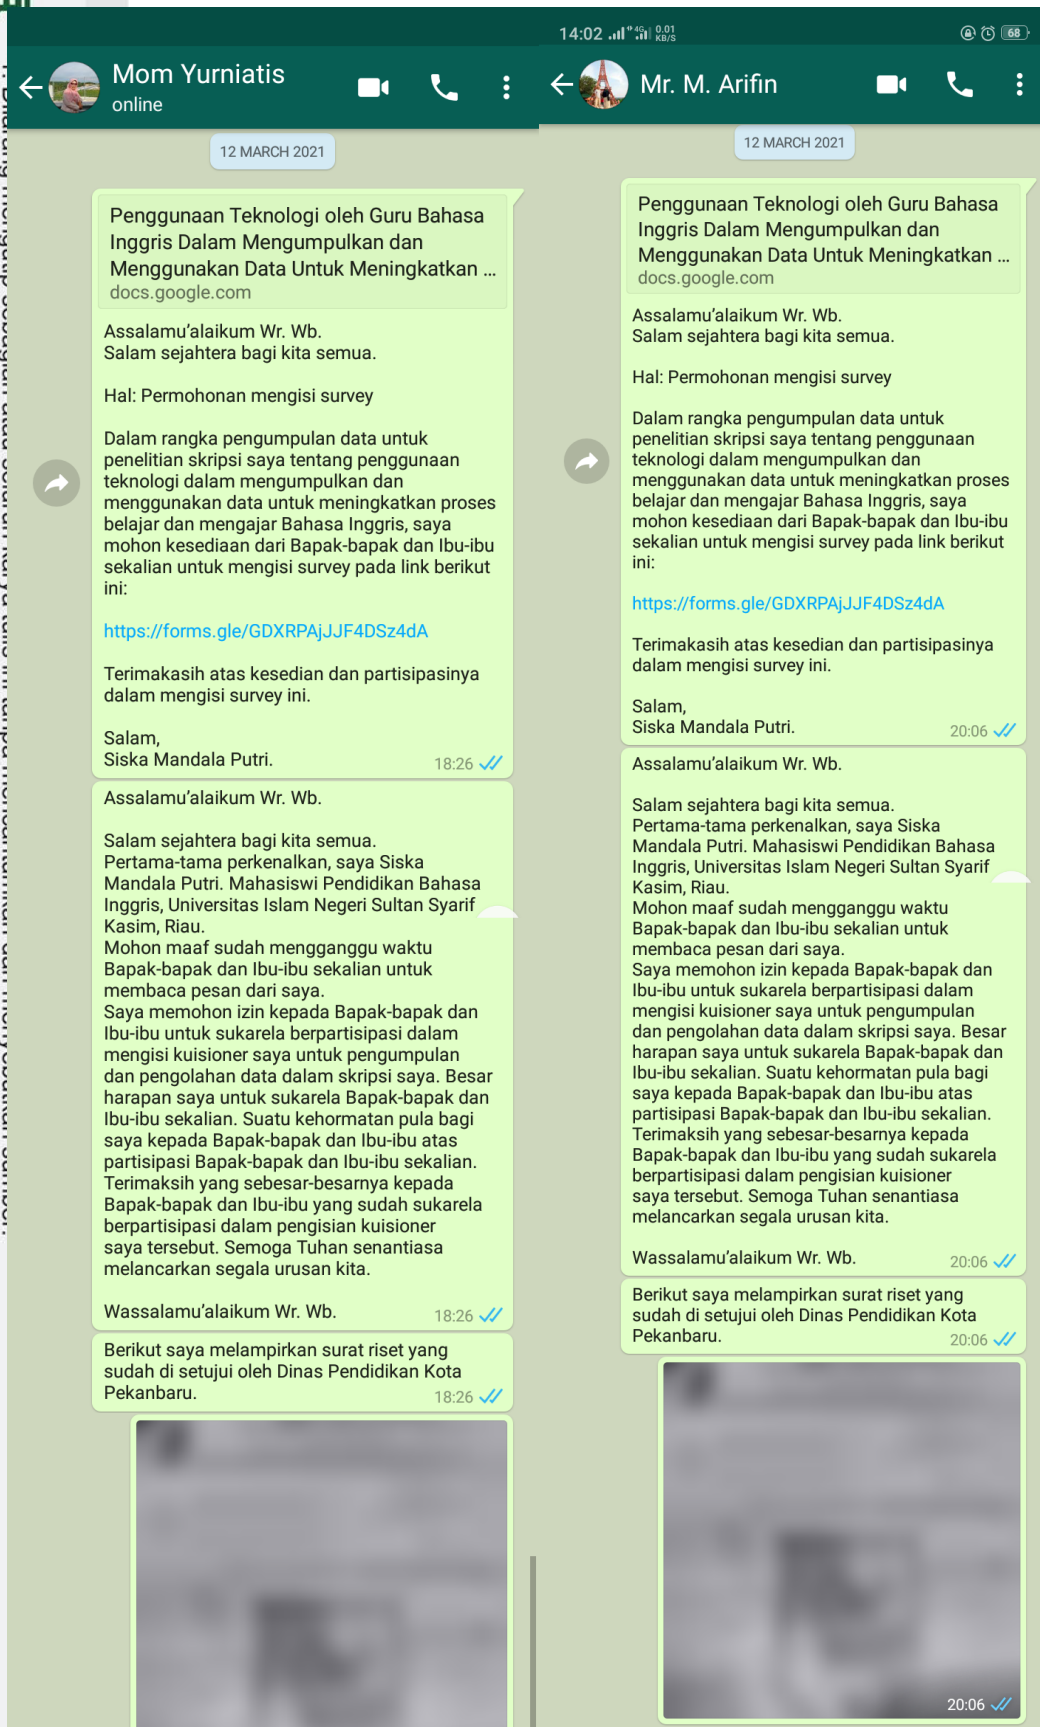 Mom Yurniatis
online
12 MARCH 2021
Penggunaan Teknologi oleh Guru Bahasa
Inggris Dalam Mengumpulkan dan
Menggunakan Data Untuk Meningkatkan ...
docs.google.com
Assalamu'alaikum Wr. Wb.
Salam sejahtera bagi kita semua.
Hal: Permohonan mengisi survey
Dalam rangka pengumpulan data untuk
penelitian skripsi saya tentang penggunaan
teknologi dalam mengumpulkan dan
menggunakan data untuk meningkatkan proses
belajar dan mengajar Bahasa Inggris, saya
mohon kesediaan dari Bapak-bapak dan Ibu-ibu
sekalian untuk mengisi survey pada link berikut
ini:
https://forms.gle/GDXRPAjJJF4DSz4dA
Terimakasih atas kesedian dan partisipasinya
dalam mengisi survey ini.
Salam,
Siska Mandala Putri.
18:26
Assalamu'alaikum Wr. Wb.
Salam sejahtera bagi kita semua.
Pertama-tama perkenalkan, saya Siska
Mandala Putri. Mahasiswi Pendidikan Bahasa
Inggris, Universitas Islam Negeri Sultan Syarif
Kasim, Riau.
Mohon maaf sudah mengganggu waktu
Bapak-bapak dan Ibu-ibu sekalian untuk
membaca pesan dari saya.
Saya memohon izin kepada Bapak-bapak dan
Ibu-ibu untuk sukarela berpartisipasi dalam
mengisi kuisioner saya untuk pengumpulan
dan pengolahan data dalam skripsi saya. Besar
harapan saya untuk sukarela Bapak-bapak dan
Ibu-ibu sekalian. Suatu kehormatan pula bagi
saya kepada Bapak-bapak dan Ibu-ibu atas
partisipasi Bapak-bapak dan Ibu-ibu sekalian.
Terimaksih yang sebesar-besarnya kepada
Bapak-bapak dan Ibu-ibu yang sudah sukarela
berpartisipasi dalam pengisian kuisioner
saya tersebut. Semoga Tuhan senantiasa
melancarkan segala urusan kita.
Wassalamu'alaikum Wr. Wb.
18:26
Berikut saya melampirkan surat riset yang
sudah di setujui oleh Dinas Pendidikan Kota
Pekanbaru.
18:26
14:02 4G 0.01 KB/S 68
Mr. M. Arifin
12 MARCH 2021
Penggunaan Teknologi oleh Guru Bahasa
Inggris Dalam Mengumpulkan dan
Menggunakan Data Untuk Meningkatkan ...
docs.google.com
Assalamu'alaikum Wr. Wb.
Salam sejahtera bagi kita semua.
Hal: Permohonan mengisi survey
Dalam rangka pengumpulan data untuk
penelitian skripsi saya tentang penggunaan
teknologi dalam mengumpulkan dan
menggunakan data untuk meningkatkan proses
belajar dan mengajar Bahasa Inggris, saya
mohon kesediaan dari Bapak-bapak dan Ibu-ibu
sekalian untuk mengisi survey pada link berikut
ini:
https://forms.gle/GDXRPAjJJF4DSz4dA
Terimakasih atas kesedian dan partisipasinya
dalam mengisi survey ini.
Salam,
Siska Mandala Putri.
20:06
Assalamu'alaikum Wr. Wb.
Salam sejahtera bagi kita semua.
Pertama-tama perkenalkan, saya Siska
Mandala Putri. Mahasiswi Pendidikan Bahasa
Inggris, Universitas Islam Negeri Sultan Syarif
Kasim, Riau.
Mohon maaf sudah mengganggu waktu
Bapak-bapak dan Ibu-ibu sekalian untuk
membaca pesan dari saya.
Saya memohon izin kepada Bapak-bapak dan
Ibu-ibu untuk sukarela berpartisipasi dalam
mengisi kuisioner saya untuk pengumpulan
dan pengolahan data dalam skripsi saya. Besar
harapan saya untuk sukarela Bapak-bapak dan
Ibu-ibu sekalian. Suatu kehormatan pula bagi
saya kepada Bapak-bapak dan Ibu-ibu atas
partisipasi Bapak-bapak dan Ibu-ibu sekalian.
Terimaksih yang sebesar-besarnya kepada
Bapak-bapak dan Ibu-ibu yang sudah sukarela
berpartisipasi dalam pengisian kuisioner
saya tersebut. Semoga Tuhan senantiasa
melancarkan segala urusan kita.
Wassalamu'alaikum Wr. Wb.
20:06
Berikut saya melampirkan surat riset yang
sudah di setujui oleh Dinas Pendidikan Kota
Pekanbaru.
20:06
20:06